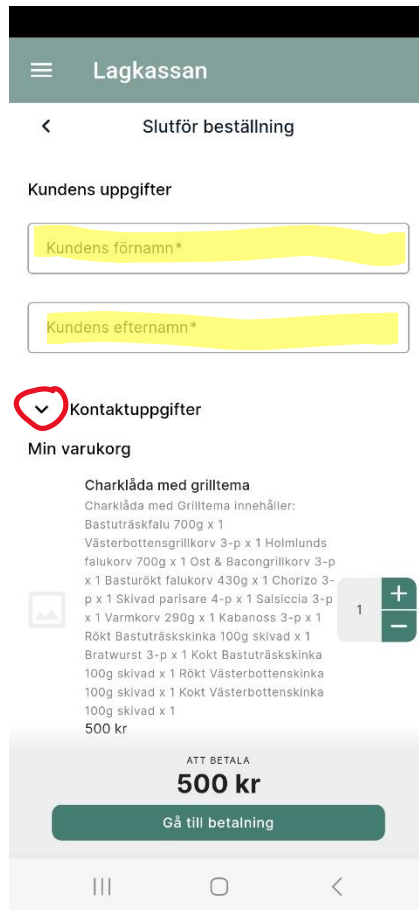 Lagkassan
Slutför beställning
Kundens uppgifter
Kundens förnamn*
Kundens efternamn*
Kontaktuppgifter
Min varukorg
Charklåda med grilltema
Charklåda med Grilltema innehåller:
Bastuträskfalu 700g x 1
Västerbottensgrillkorv 3-p x 1 Holmlunds
falukorv 700g x 1 Ost & Bacongrillkorv 3-p
x 1 Basturökt falukorv 430g x 1 Chorizo 3-
p x 1 Skivad parisare 4-p x 1 Salsiccia 3-p
x 1 Varmkorv 290g x 1 Kabanoss 3-p x 1
Rökt Bastuträskskinka 100g skivad x 1
Bratwurst 3-p x 1 Kokt Bastuträskskinka
100g skivad x 1 Rökt Västerbottenskinka
100g skivad x 1 Kokt Västerbottenskinka
100g skivad x 1
500 kr
+
1
−
ATT BETALA
500 kr
Gå till betalning